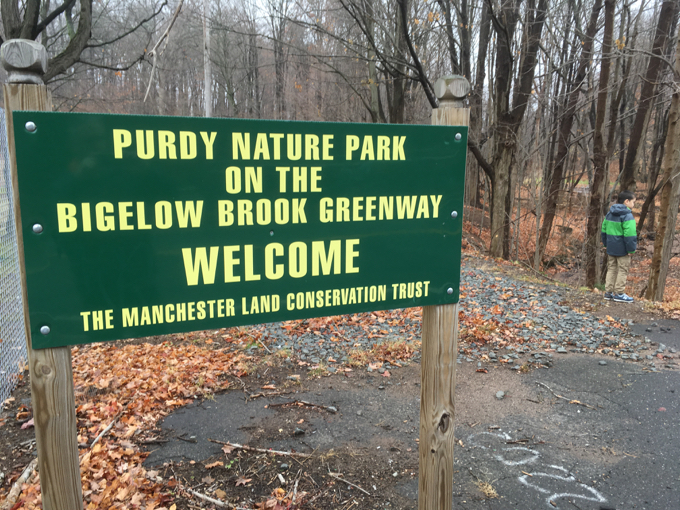 PURDY NATURE PARK
ON THE
BIGELOW BROOK GREENWAY
WELCOME
THE MANCHESTER LAND CONSERVATION TRUST